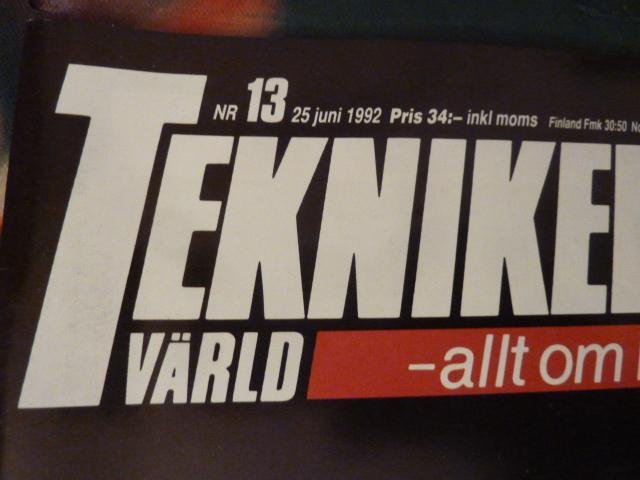 NR 13 25 juni 1992 Pris 34:– inkl moms Finland Fmk 30:50
TEKNIKE
VÄRLD
–allt om